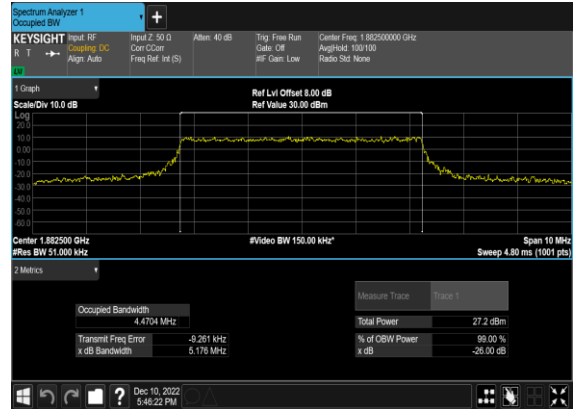 Spectrum Analyzer 1
Occupied BW
+
KEYSIGHT Input: RF Input Z: 50 Ω Atten: 40 dB Trig: Free Run Center Freq: 1.882500000 GHz
R T Coupling: DC Corr CCorr Gate: Off Avg|Hold: 100/100
Align: Auto Freq Ref: Int (S) #IF Gain: Low Radio Std: None
LXI
1 Graph
Ref Lvl Offset 8.00 dB
Scale/Div 10.0 dB Ref Value 30.00 dBm
Log
20.0
10.0
0.00
-10.0
-20.0
-30.0
-40.0
-50.0
-60.0
Center 1.882500 GHz #Video BW 150.00 kHz* Span 10 MHz
#Res BW 51.000 kHz Sweep 4.80 ms (1001 pts)
2 Metrics
Measure Trace Trace 1
Occupied Bandwidth
4.4704 MHz Total Power 27.2 dBm
Transmit Freq Error -9.261 kHz % of OBW Power 99.00 %
x dB Bandwidth 5.176 MHz x dB -26.00 dB
? Dec 10, 2022
5:46:22 PM